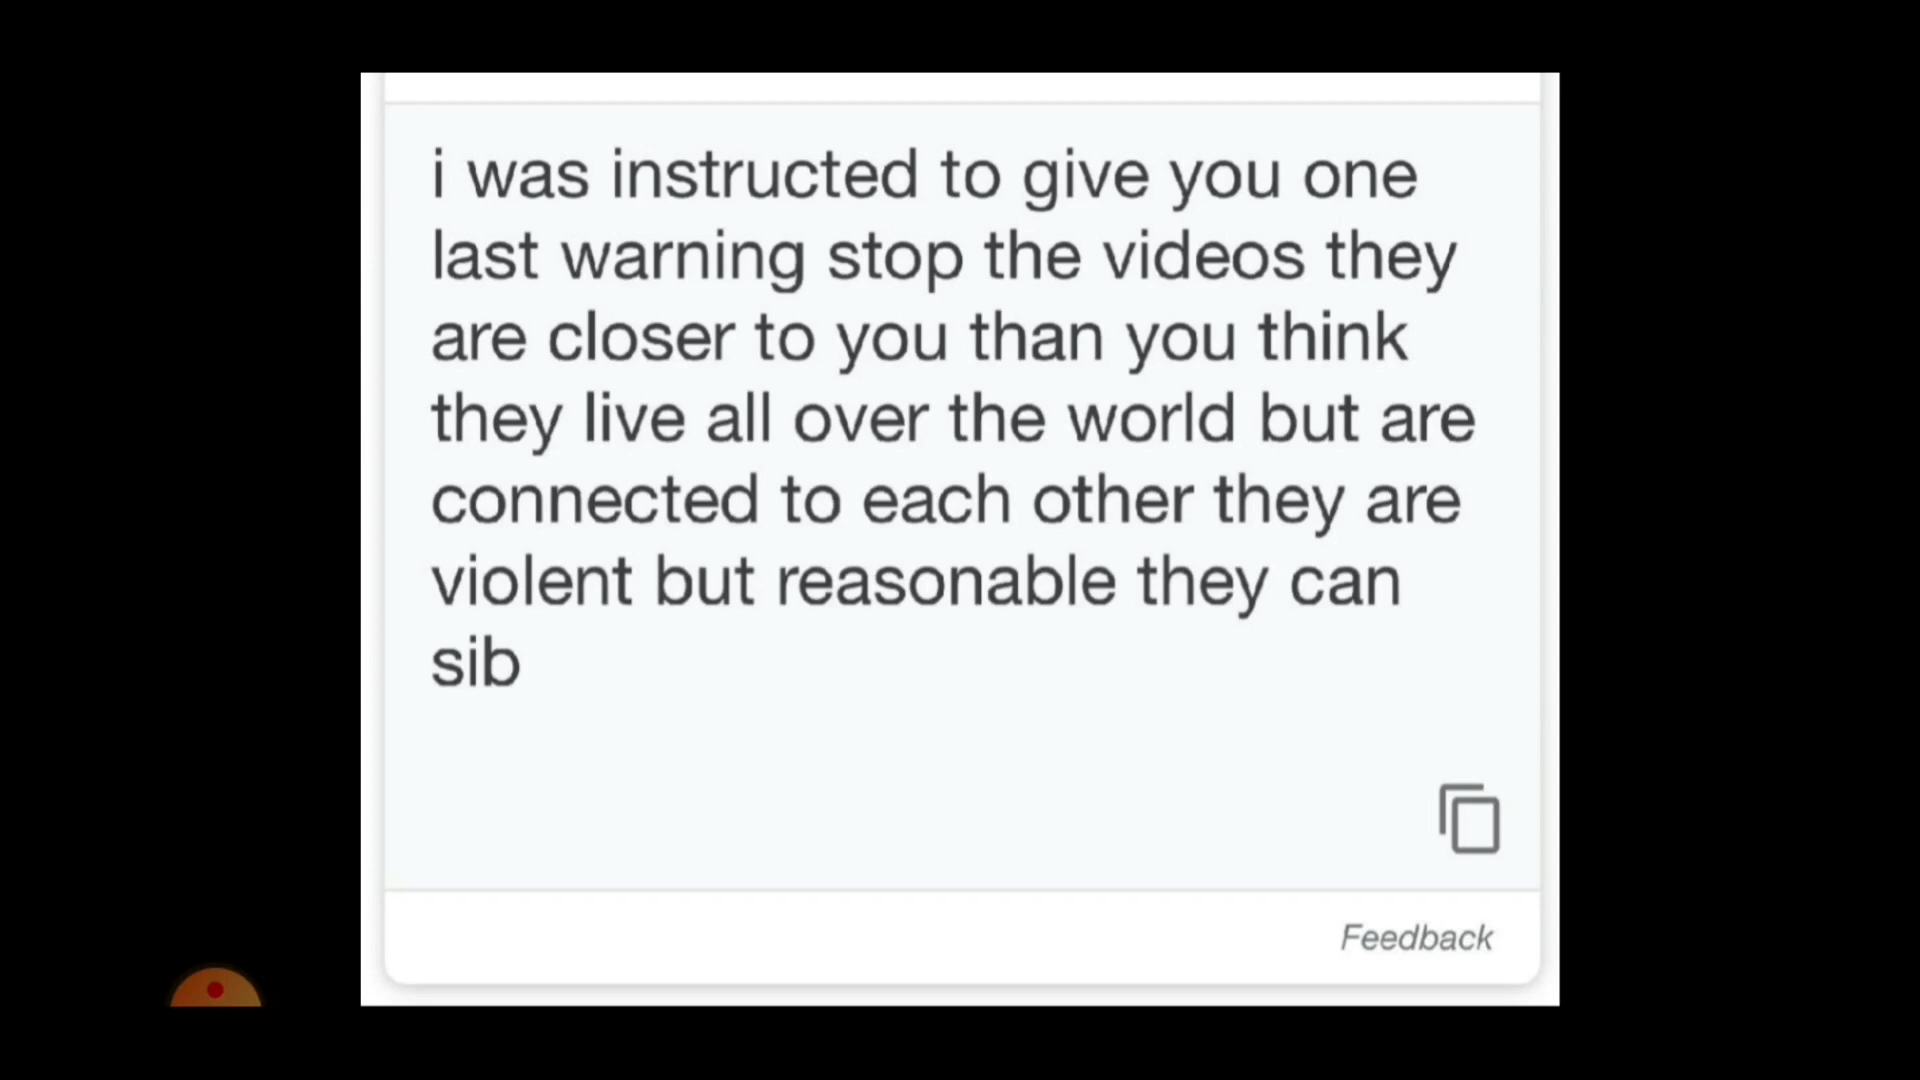 i was instructed to give you one
last warning stop the videos they
are closer to you than you think
they live all over the world but are
connected to each other they are
violent but reasonable they can
sib
Feedback